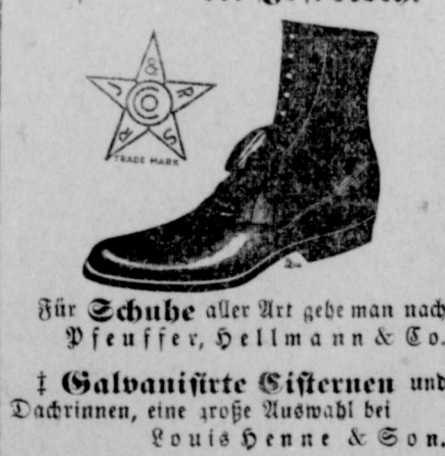 & R S R J
TRADE MARK
Für Schuhe aller Art gehe man nach
Pfeuffer, Hellmann & Co.
‡ Galvanisirte Cisternen und
Dachrinnen, eine große Auswahl bei
Louis Henne & Son.